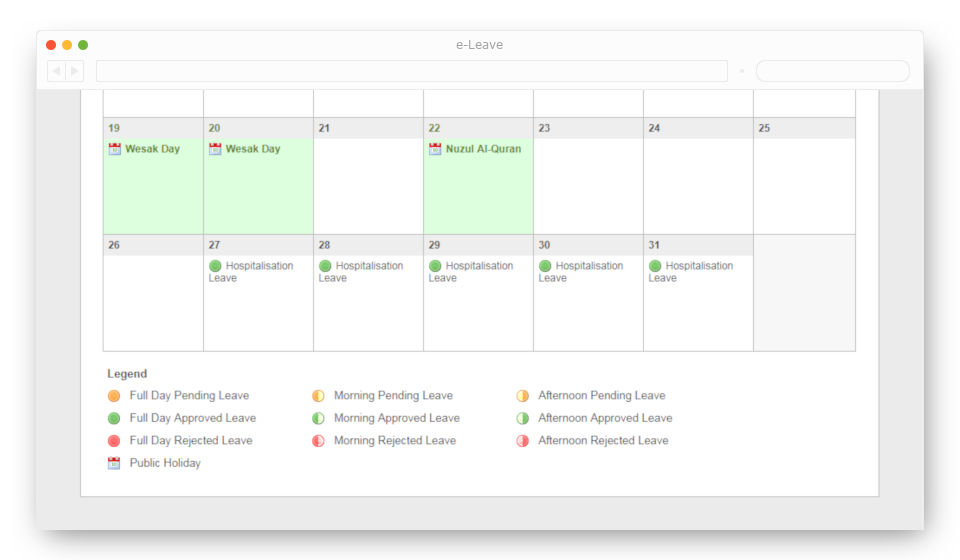 e-Leave
19 20 21 22 23 24 25
Wesak Day Wesak Day Nuzul Al-Quran
26 27 28 29 30 31
Hospitalisation Hospitalisation Hospitalisation Hospitalisation Hospitalisation
Leave Leave Leave Leave Leave
Legend
Full Day Pending Leave Morning Pending Leave Afternoon Pending Leave
Full Day Approved Leave Morning Approved Leave Afternoon Approved Leave
Full Day Rejected Leave Morning Rejected Leave Afternoon Rejected Leave
Public Holiday